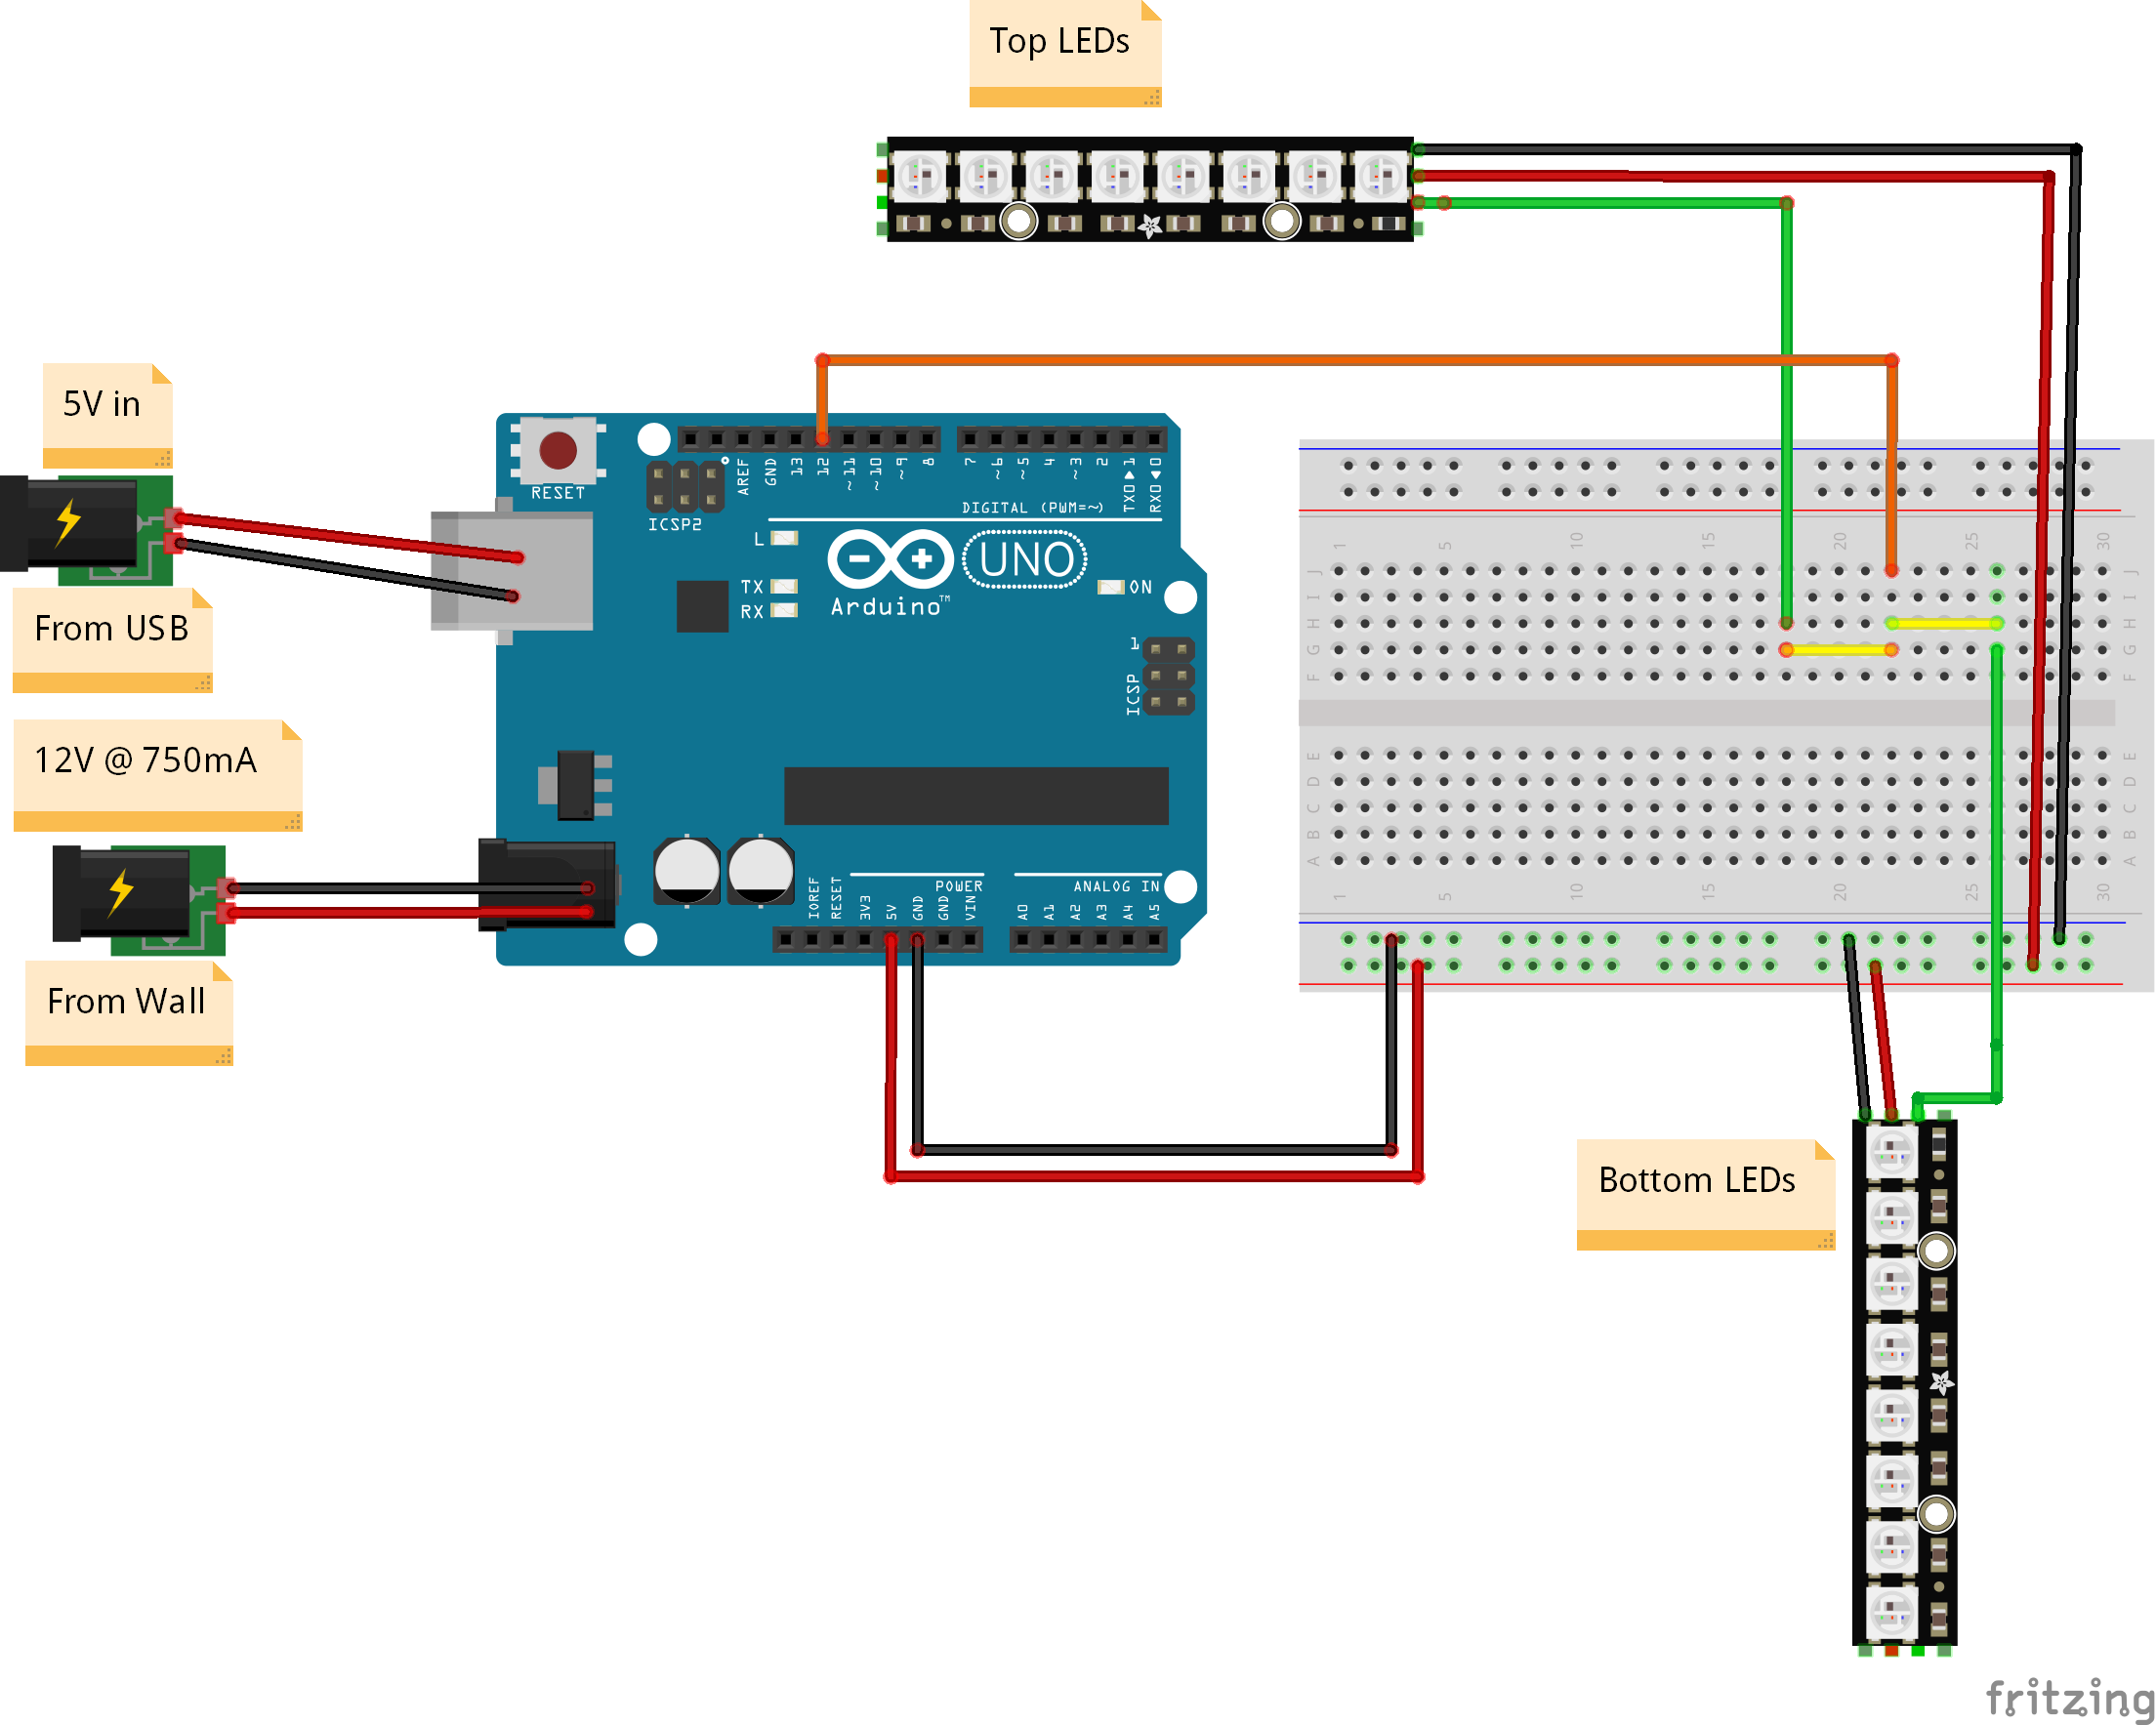 Top LEDs
5V in
From USB
12V @ 750mA
From Wall
Bottom LEDs
RESET
ICSP2
AREF
GND
13
12
~11
~10
~9
8
7
~6
~5
4
~3
2
TX0▶1
RX0◀0
DIGITAL (PWM=~)
L
TX
RX
Arduino™
UNO
ON
1
ICSP
IOREF
RESET
3V3
5V
GND
GND
VIN
POWER
ANALOG IN
A0
A1
A2
A3
A4
A5
1 5 10 15 20 25 30
J J
I I
H H
G G
F F
E E
D D
C C
B B
A A
1 5 10 15 20 25 30
fritzing